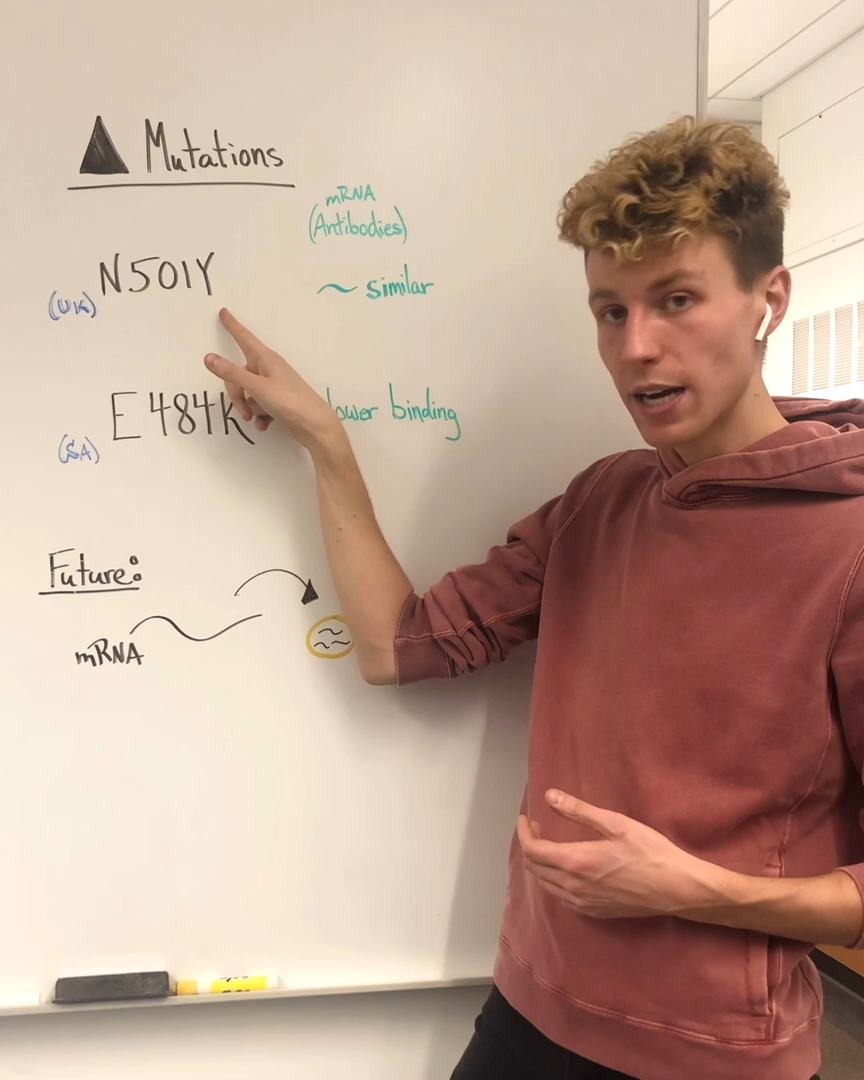 ▲ Mutations
mRNA
(Antibodies)
N501Y
(UK)
~ similar
E484K
(SA)
lower binding
Future:
mRNA